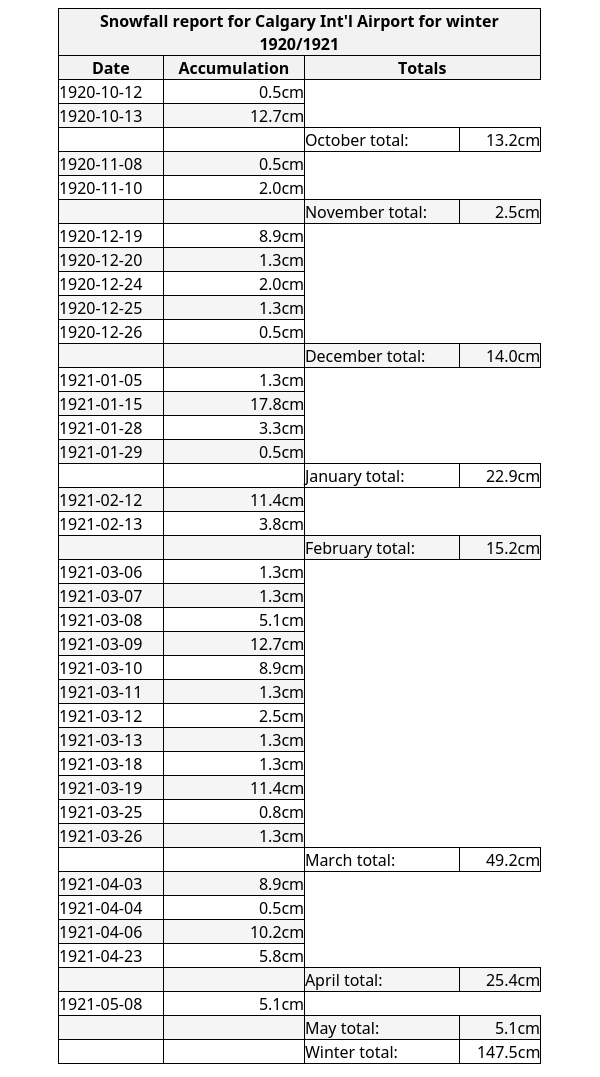 Snowfall report for Calgary Int'l Airport for winter
1920/1921
Date Accumulation Totals
1920-10-12 0.5cm
1920-10-13 12.7cm
October total: 13.2cm
1920-11-08 0.5cm
1920-11-10 2.0cm
November total: 2.5cm
1920-12-19 8.9cm
1920-12-20 1.3cm
1920-12-24 2.0cm
1920-12-25 1.3cm
1920-12-26 0.5cm
December total: 14.0cm
1921-01-05 1.3cm
1921-01-15 17.8cm
1921-01-28 3.3cm
1921-01-29 0.5cm
January total: 22.9cm
1921-02-12 11.4cm
1921-02-13 3.8cm
February total: 15.2cm
1921-03-06 1.3cm
1921-03-07 1.3cm
1921-03-08 5.1cm
1921-03-09 12.7cm
1921-03-10 8.9cm
1921-03-11 1.3cm
1921-03-12 2.5cm
1921-03-13 1.3cm
1921-03-18 1.3cm
1921-03-19 11.4cm
1921-03-25 0.8cm
1921-03-26 1.3cm
March total: 49.2cm
1921-04-03 8.9cm
1921-04-04 0.5cm
1921-04-06 10.2cm
1921-04-23 5.8cm
April total: 25.4cm
1921-05-08 5.1cm
May total: 5.1cm
Winter total: 147.5cm